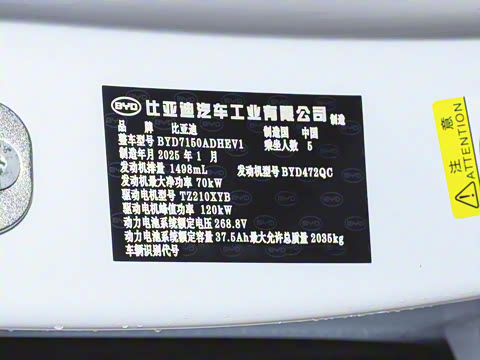 BYD 比亚迪汽车工业有限公司 制造
品 牌 比亚迪 制造国 中国
整车型号 BYD7150ADHEV1 乘坐人数 5
制造年月 2025 年 1 月
发动机排量 1498mL 发动机型号 BYD472QC
发动机最大净功率 70kW
驱动电机型号 TZ210XYB
驱动电机峰值功率 120kW
动力电池系统额定电压 268.8V
动力电池系统额定容量 37.5Ah 最大允许总质量 2035kg
车辆识别代号
注意